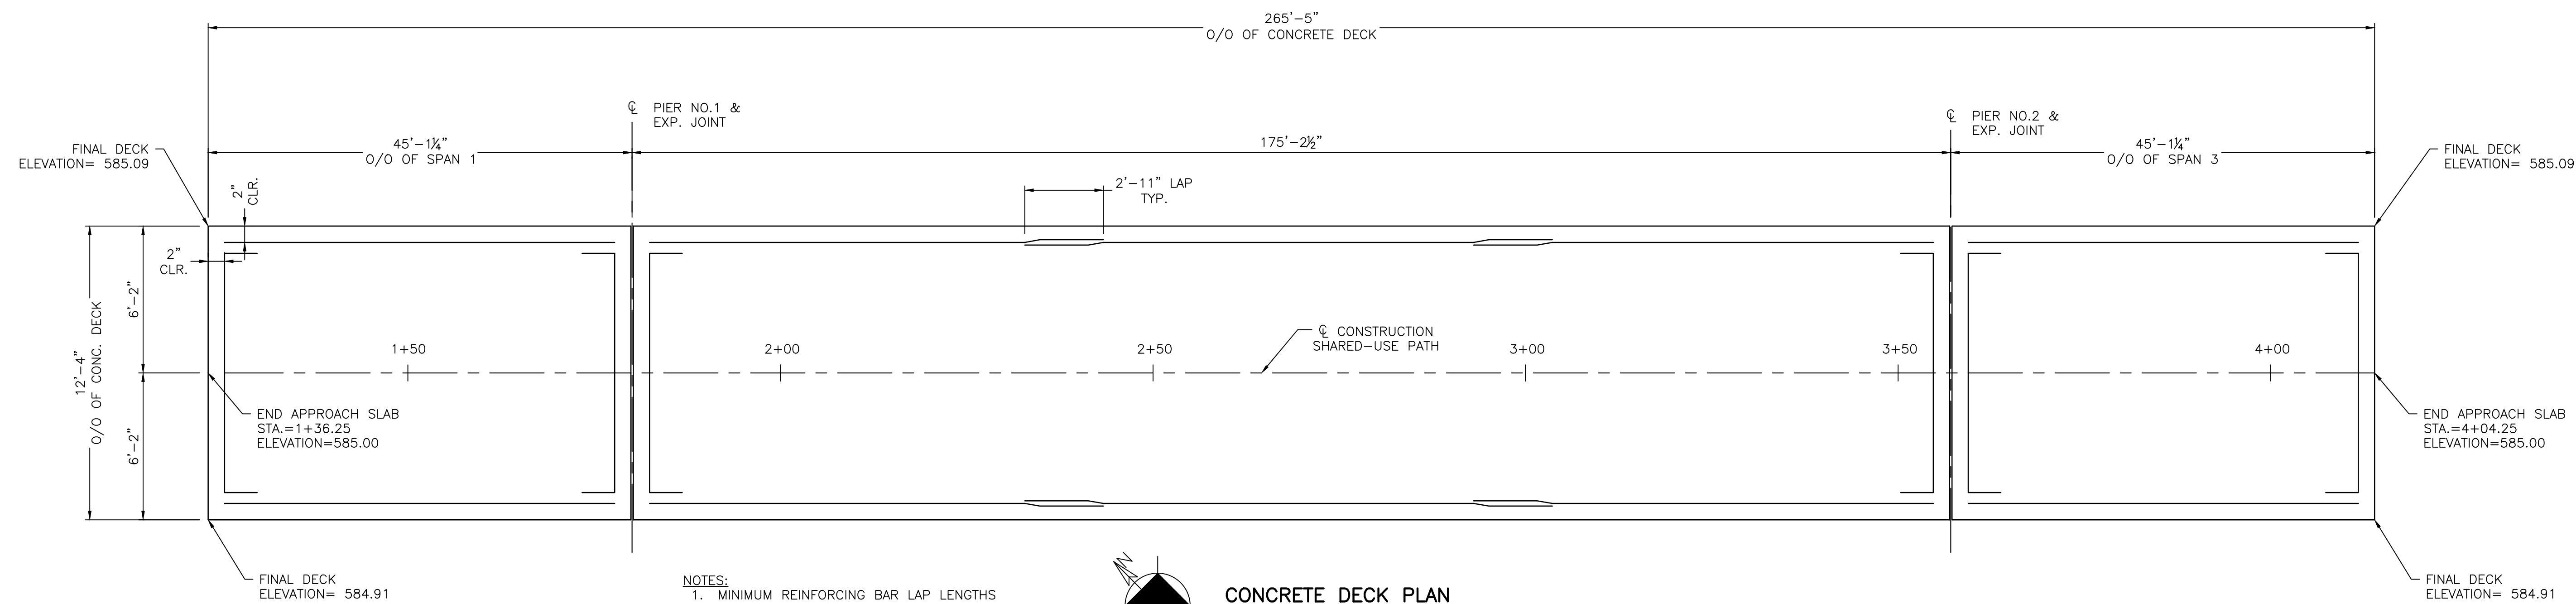 265'-5"
O/O OF CONCRETE DECK
℄ PIER NO.1 &
EXP. JOINT
℄ PIER NO.2 &
EXP. JOINT
FINAL DECK
ELEVATION= 585.09
45'-1¼"
O/O OF SPAN 1
175'-2½"
45'-1¼"
O/O OF SPAN 3
FINAL DECK
ELEVATION= 585.09
2"
CLR.
2'-11" LAP
TYP.
2"
CLR.
12'-4"
O/O OF CONC. DECK
6'-2"
6'-2"
℄ CONSTRUCTION
SHARED-USE PATH
1+50
2+00
2+50
3+00
3+50
4+00
END APPROACH SLAB
STA.=1+36.25
ELEVATION=585.00
END APPROACH SLAB
STA.=4+04.25
ELEVATION=585.00
FINAL DECK
ELEVATION= 584.91
NOTES:
1. MINIMUM REINFORCING BAR LAP LENGTHS
N
CONCRETE DECK PLAN
FINAL DECK
ELEVATION= 584.91